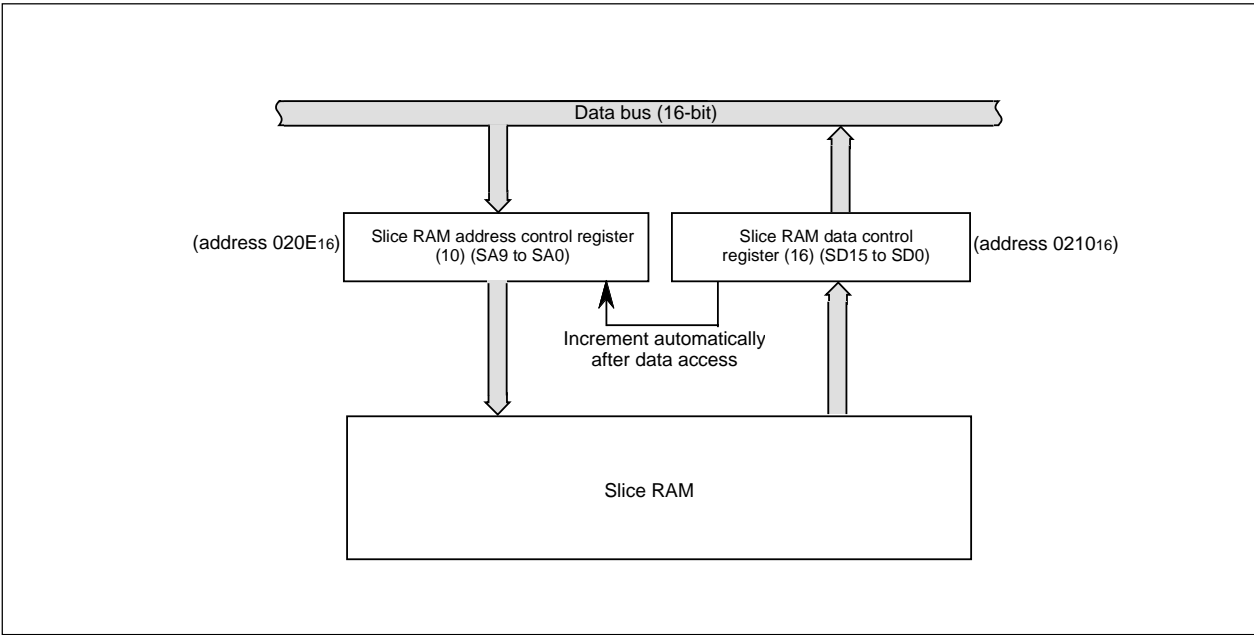 Data bus (16-bit)
(address 020E16)
Slice RAM address control register
(10) (SA9 to SA0)
Slice RAM data control
register (16) (SD15 to SD0)
(address 021016)
Increment automatically
after data access
Slice RAM